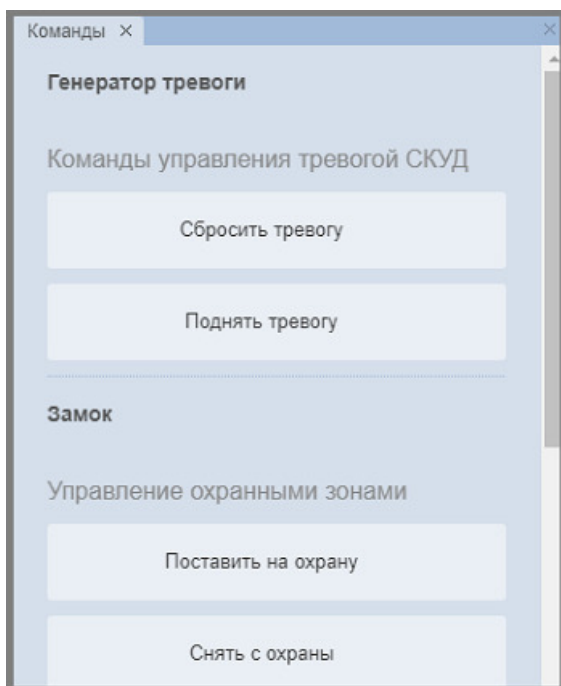 Команды ×
Генератор тревоги
Команды управления тревогой СКУД
Сбросить тревогу
Поднять тревогу
Замок
Управление охранными зонами
Поставить на охрану
Снять с охраны